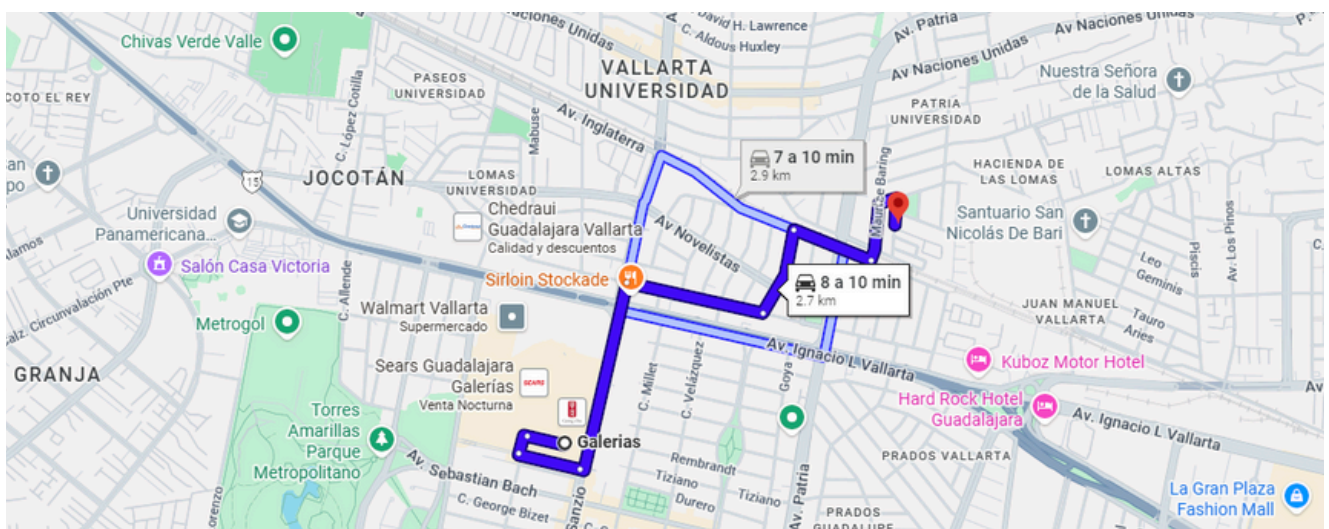 David H. Lawrence
C. Aldous Huxley
Naciones Unidas
Av. Patria
Av Naciones Unidas
Av Naciones Unidas
Chivas Verde Valle
VALLARTA
UNIVERSIDAD
Nuestra Señora
de la Salud
PASEOS
UNIVERSIDAD
COTO EL REY
C. López Cotilla
Mabuse
Av. Inglaterra
PATRIA
UNIVERSIDAD
7 a 10 min
2.9 km
HACIENDA DE
LAS LOMAS
LOMAS ALTAS
15
JOCOTÁN
LOMAS
UNIVERSIDAD
Maurice Baring
Universidad
Panamericana...
Chedraui
Guadalajara Vallarta
Calidad y descuentos
Av Novelistas
Santuario San
Nicolás De Bari
Av. Los Pinos
Piscis
Salón Casa Victoria
Sirloin Stockade
8 a 10 min
2.7 km
Leo
Geminis
C. Allende
Walmart Vallarta
Supermercado
JUAN MANUEL
VALLARTA
Tauro
Aries
Metrogol
Av. Ignacio L Vallarta
Kuboz Motor Hotel
GRANJA
Sears Guadalajara
Galerías
Venta Nocturna
SEARS
C. Millet
C. Velázquez
Goya
Hard Rock Hotel
Guadalajara
Av. Ignacio L Vallarta
Torres
Amarillas
Parque
Metropolitano
Galerias
Av. Sebastian Bach
C. George Bizet
Sanzio
Rembrandt
Tiziano
Durero
Tiziano
Av. Patria
PRADOS VALLARTA
PRADOS
GUADALUPE
La Gran Plaza
Fashion Mall